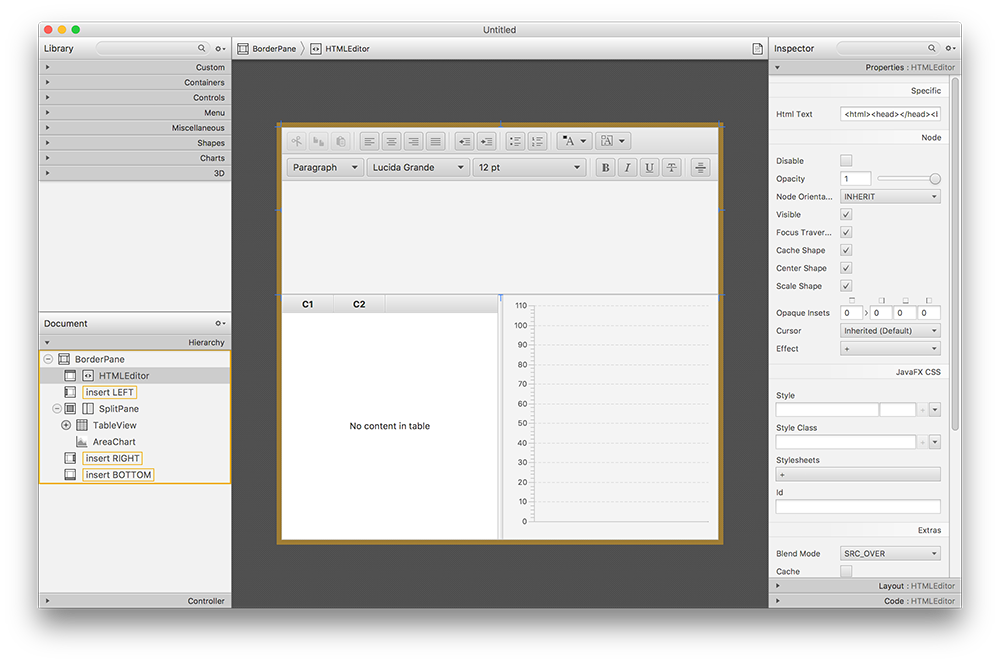 Untitled
Library
BorderPane
HTMLEditor
Inspector
Custom
Containers
Controls
Menu
Miscellaneous
Shapes
Charts
3D
Document
Hierarchy
BorderPane
HTMLEditor
insert LEFT
SplitPane
TableView
AreaChart
insert RIGHT
insert BOTTOM
Controller
Paragraph
Lucida Grande
12 pt
B
I
U
C1
C2
No content in table
110
100
90
80
70
60
50
40
30
20
10
0
Properties : HTMLEditor
Specific
Html Text
<html><head></head><l
Node
Disable
Opacity
1
Node Orienta...
INHERIT
Visible
Focus Traver...
Cache Shape
Center Shape
Scale Shape
Opaque Insets
0
0
0
0
Cursor
Inherited (Default)
Effect
+
JavaFX CSS
Style
+
Style Class
+
Stylesheets
+
Id
Extras
Blend Mode
SRC_OVER
Cache
Layout : HTMLEditor
Code : HTMLEditor